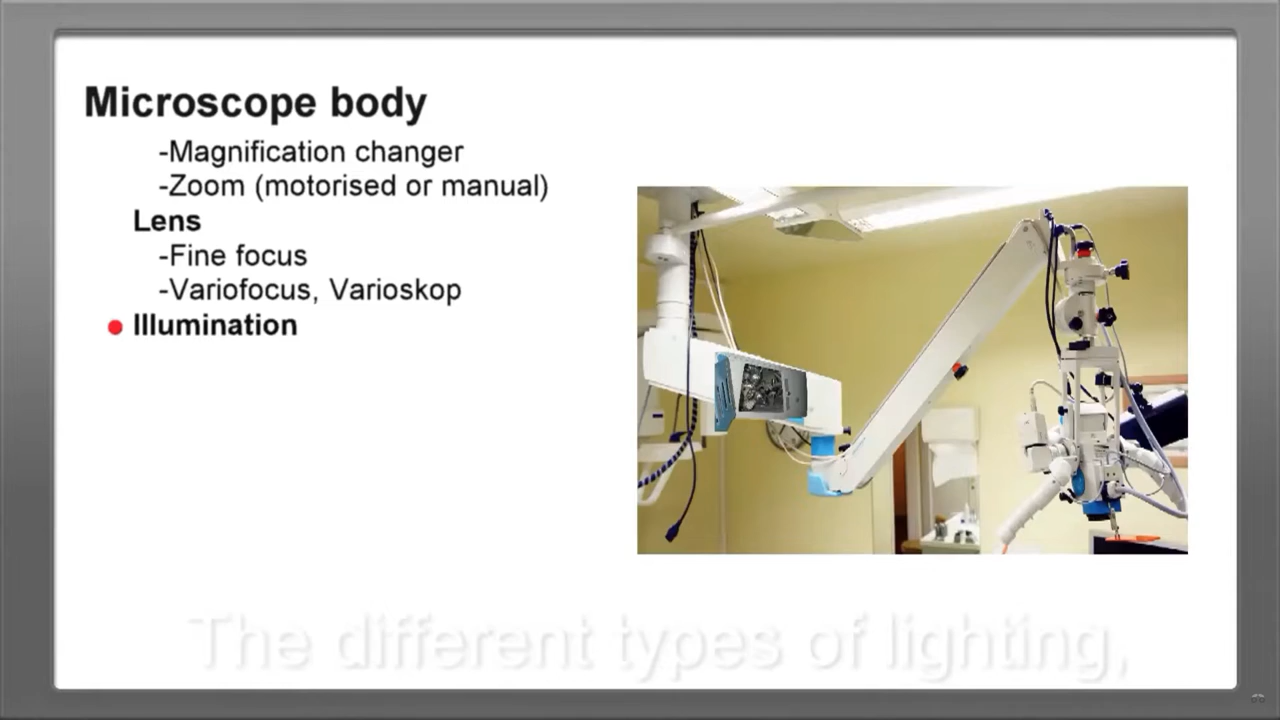 Microscope body
-Magnification changer
-Zoom (motorised or manual)
Lens
-Fine focus
-Variofocus, Varioskop
Illumination
The different types of lighting,